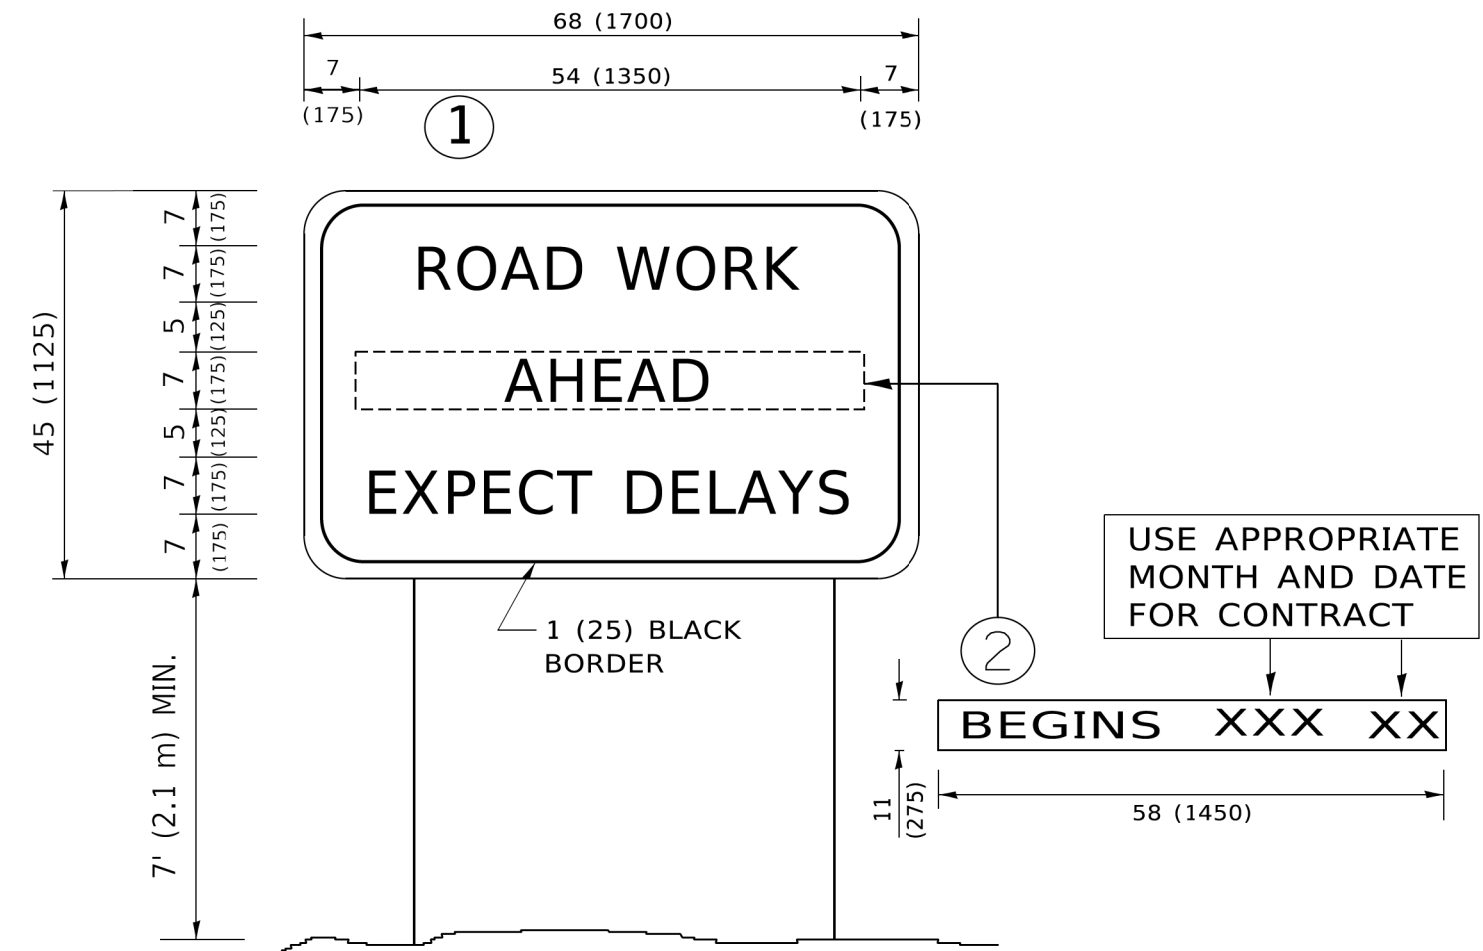 68 (1700)
7
54 (1350)
7
(175)
(175)
1
7
(175)
7
(175)
5
(125)
7
(175)
5
(125)
7
(175)
7
(175)
45 (1125)
ROAD WORK
AHEAD
EXPECT DELAYS
1 (25) BLACK
BORDER
7' (2.1 m) MIN.
USE APPROPRIATE
MONTH AND DATE
FOR CONTRACT
2
BEGINS XXX XX
11
(275)
58 (1450)